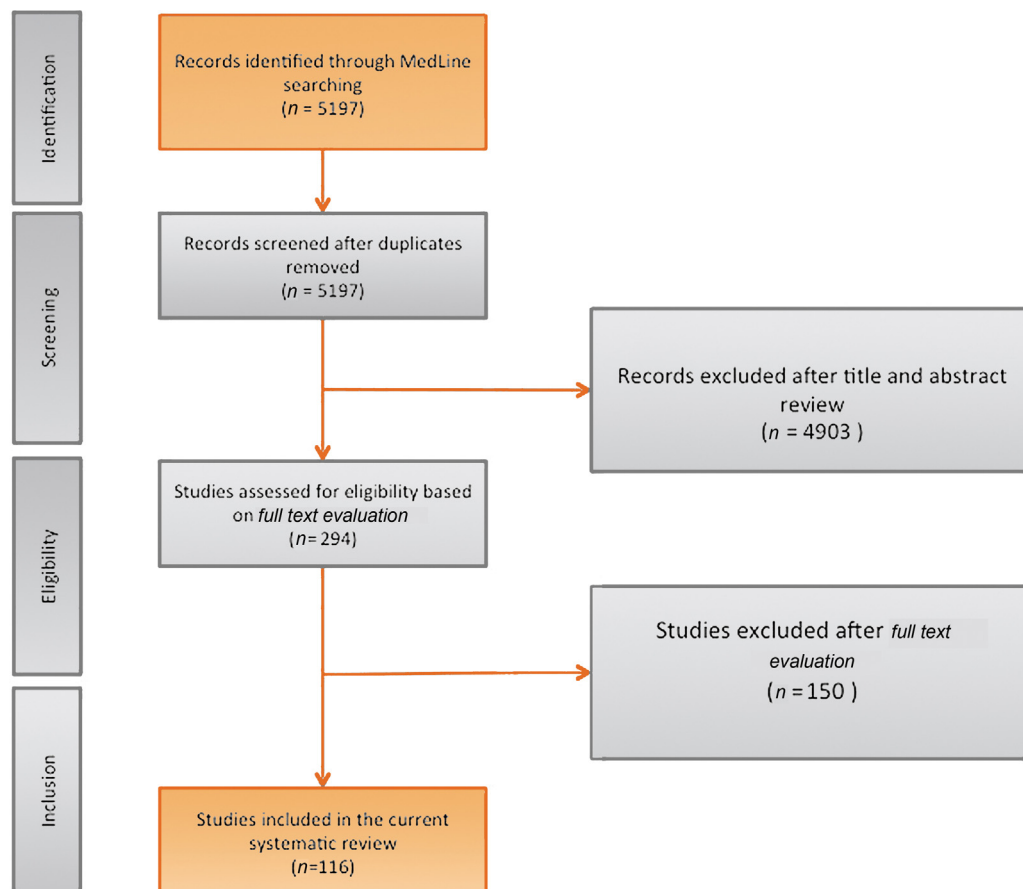 Identification
Records identified through MedLine
searching
(n = 5197)
Screening
Records screened after duplicates
removed
(n = 5197)
Records excluded after title and abstract
review
(n = 4903 )
Eligibility
Studies assessed for eligibility based
on full text evaluation
(n= 294)
Studies excluded after full text
evaluation
(n = 150 )
Inclusion
Studies included in the current
systematic review
(n=116)